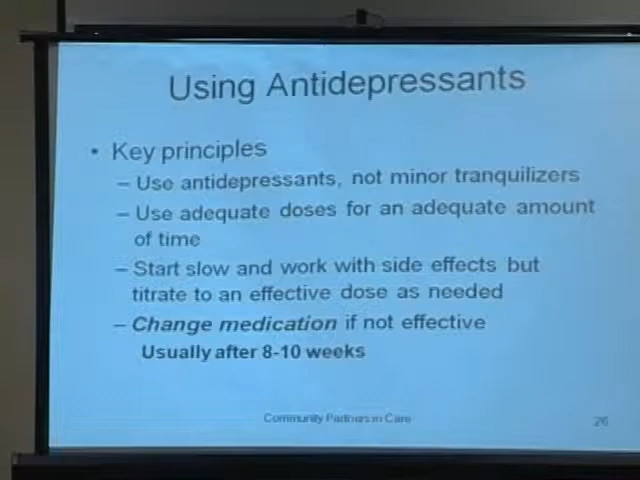 Using Antidepressants
• Key principles
– Use antidepressants, not minor tranquilizers
– Use adequate doses for an adequate amount
of time
– Start slow and work with side effects but
titrate to an effective dose as needed
– Change medication if not effective
Usually after 8-10 weeks
Community Partners in Care
26